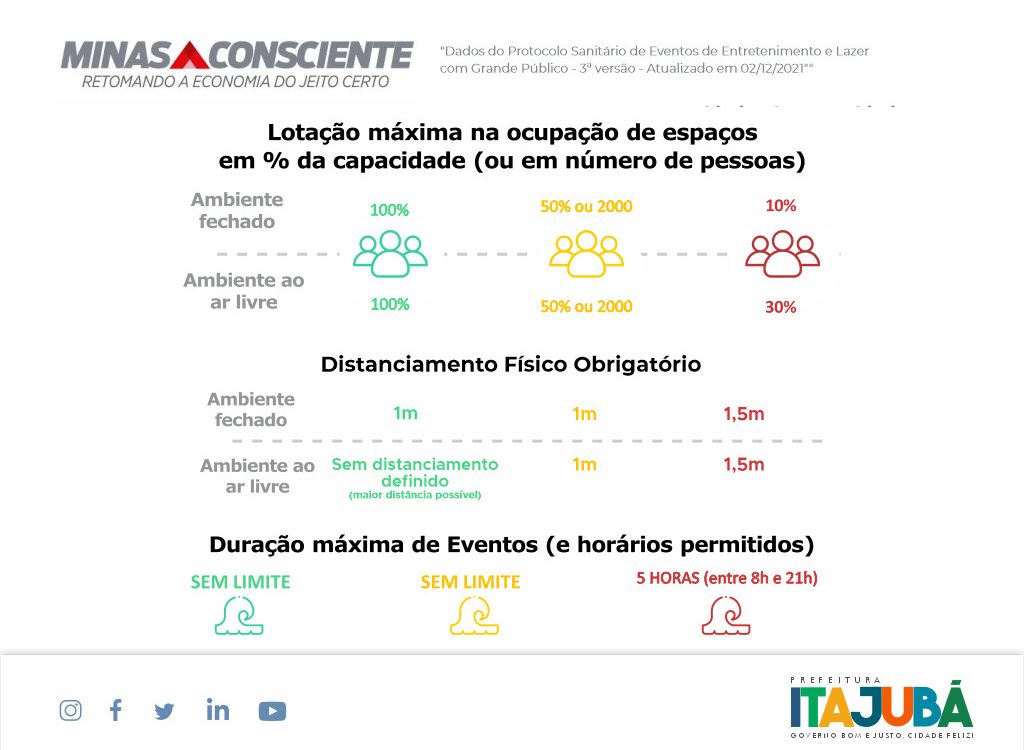 MINAS CONSCIENTE
RETOMANDO A ECONOMIA DO JEITO CERTO
"Dados do Protocolo Sanitário de Eventos de Entretenimento e Lazer
com Grande Público - 3ª versão - Atualizado em 02/12/2021""
Lotação máxima na ocupação de espaços
em % da capacidade (ou em número de pessoas)
Ambiente
fechado
100%
50% ou 2000
10%
Ambiente ao
ar livre
100%
50% ou 2000
30%
Distanciamento Físico Obrigatório
Ambiente
fechado
1m
1m
1,5m
Ambiente ao
ar livre
Sem distanciamento
definido
(maior distância possível)
1m
1,5m
Duração máxima de Eventos (e horários permitidos)
SEM LIMITE
SEM LIMITE
5 HORAS (entre 8h e 21h)
PREFEITURA
ITAJUBÁ
GOVERNO BOM E JUSTO, CIDADE FELIZ!